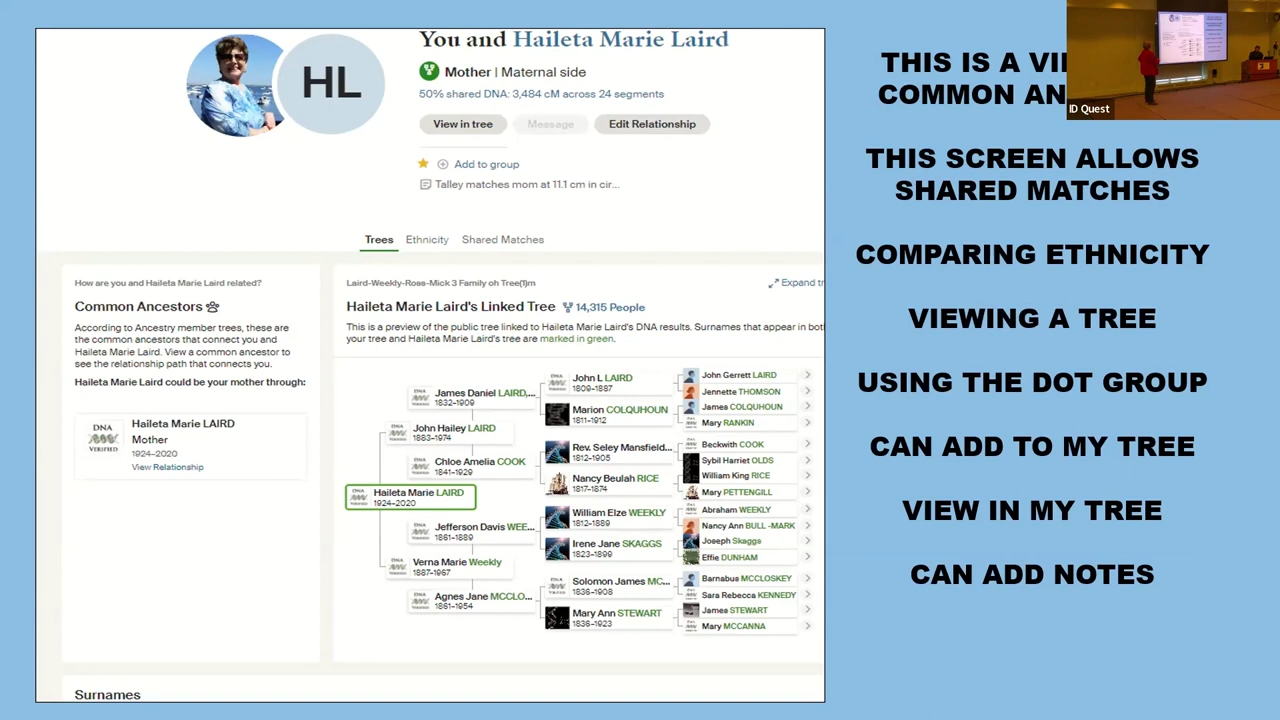 You and Haileta Marie Laird
HL
Mother | Maternal side
50% shared DNA: 3,484 cM across 24 segments
View in tree
Message
Edit Relationship
Add to group
Talley matches mom at 11.1 cm in cir...
Trees
Ethnicity
Shared Matches
How are you and Haileta Marie Laird related?
Common Ancestors
According to Ancestry member trees, these are
the common ancestors that connect you and
Haileta Marie Laird. View a common ancestor to
see the relationship path that connects you.
Haileta Marie Laird could be your mother through:
DNA
VERIFIED
Haileta Marie LAIRD
Mother
1924–2020
View Relationship
Laird-Weekly-Ross-Mick 3 Family oh Tree(1)m
Expand tr
Haileta Marie Laird's Linked Tree
14,315 People
This is a preview of the public tree linked to Haileta Marie Laird's DNA results. Surnames that appear in bot
your tree and Haileta Marie Laird's tree are marked in green.
Haileta Marie LAIRD
1924-2020
John Hailey LAIRD
1883-1974
Verna Marie Weekly
1887-1967
James Daniel LAIRD,...
1832-1909
Chloe Amelia COOK
1841-1929
Jefferson Davis WEE...
1861-1889
Agnes Jane MCCLO...
1861-1954
John L LAIRD
1809-1887
Marion COLQUHOUN
1811-1912
Rev. Seley Mansfield...
1812-1905
Nancy Beulah RICE
1817-1874
William Elze WEEKLY
1812-1889
Irene Jane SKAGGS
1823-1899
Solomon James MC...
1836-1908
Mary Ann STEWART
1836-1923
John Gerrett LAIRD
Jennette THOMSON
James COLQUHOUN
Mary RANKIN
Beckwith COOK
Sybil Harriet OLDS
William King RICE
Mary PETTENGILL
Abraham WEEKLY
Nancy Ann BULL -MARK
Joseph Skaggs
Effie DUNHAM
Barnabus MCCLOSKEY
Sara Rebecca KENNEDY
James STEWART
Mary MCCANNA
Surnames
THIS IS A VI
COMMON AN
THIS SCREEN ALLOWS
SHARED MATCHES
COMPARING ETHNICITY
VIEWING A TREE
USING THE DOT GROUP
CAN ADD TO MY TREE
VIEW IN MY TREE
CAN ADD NOTES
ID Quest